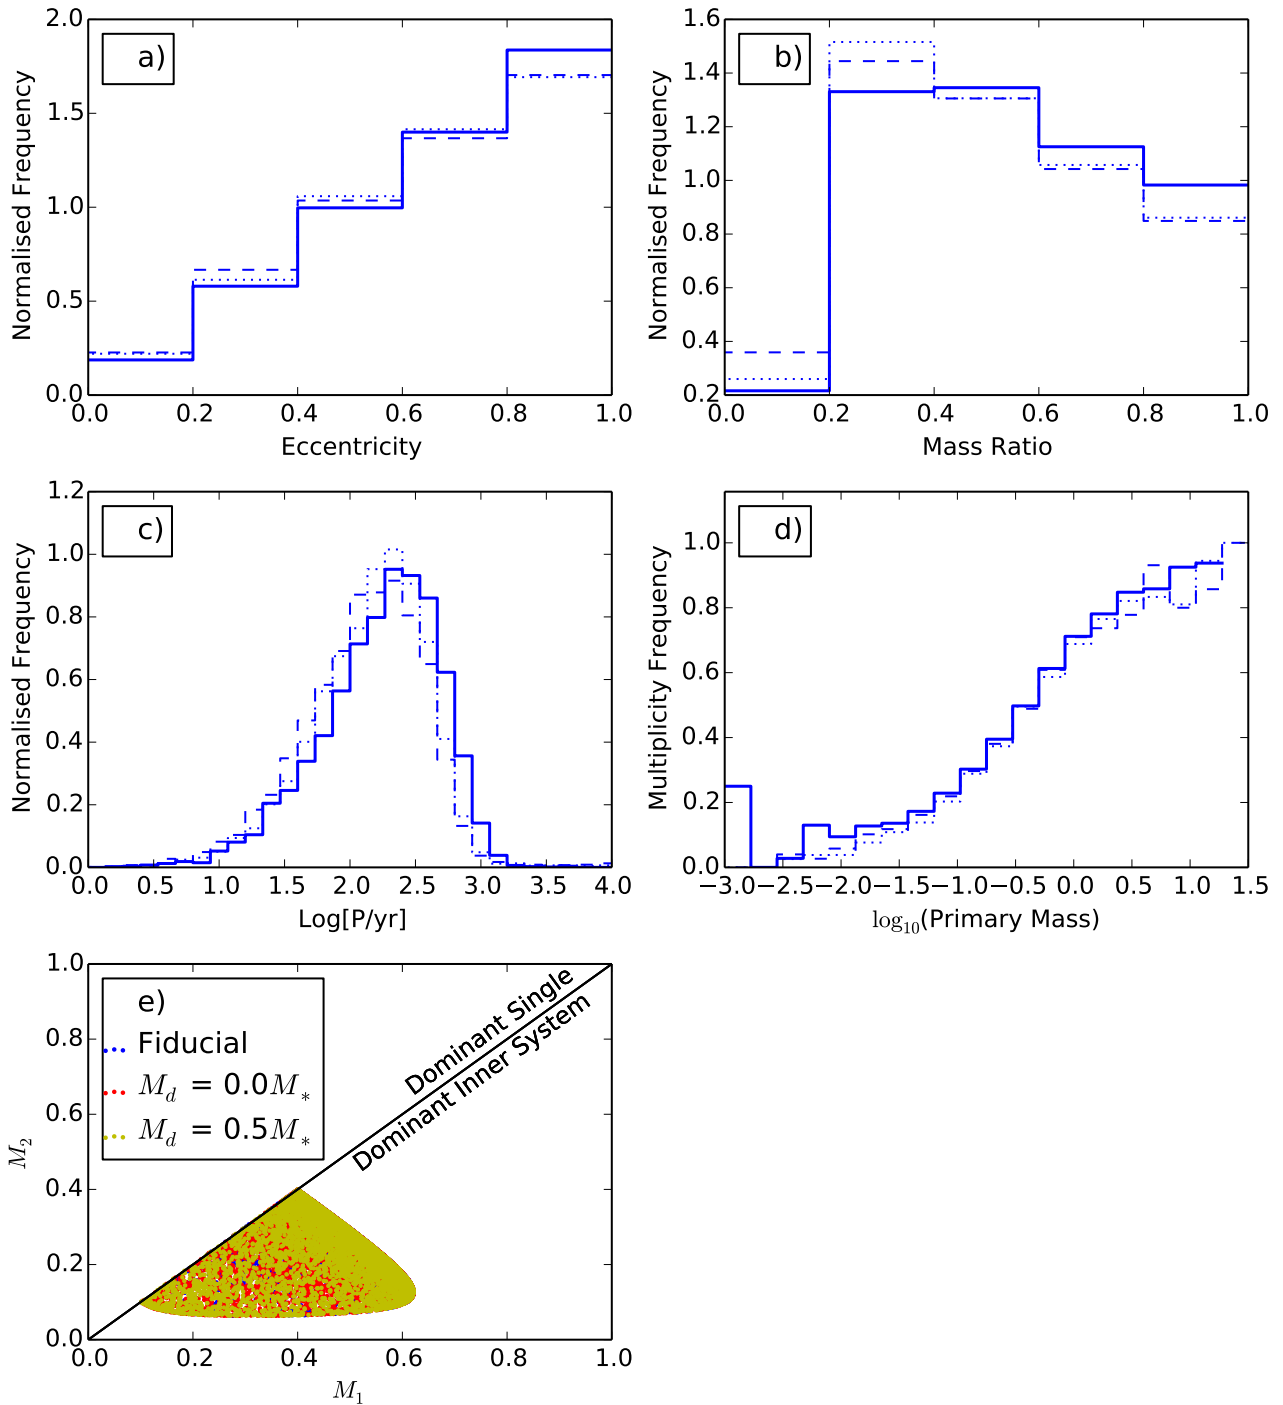 a)
Normalised Frequency
2.0
1.5
1.0
0.5
0.0
0.0 0.2 0.4 0.6 0.8 1.0
Eccentricity
b)
Normalised Frequency
1.6
1.4
1.2
1.0
0.8
0.6
0.4
0.2
0.0 0.2 0.4 0.6 0.8 1.0
Mass Ratio
c)
Normalised Frequency
1.2
1.0
0.8
0.6
0.4
0.2
0.0
0.0 0.5 1.0 1.5 2.0 2.5 3.0 3.5 4.0
Log[P/yr]
d)
Multiplicity Frequency
1.0
0.8
0.6
0.4
0.2
0.0
−3.0 −2.5 −2.0 −1.5 −1.0 −0.5 0.0 0.5 1.0 1.5
log₁₀(Primary Mass)
e)
Fiducial
M_d = 0.0M_*
M_d = 0.5M_*
Dominant Single
Dominant Inner System
M₂
1.0
0.8
0.6
0.4
0.2
0.0
0.0 0.2 0.4 0.6 0.8 1.0
M₁